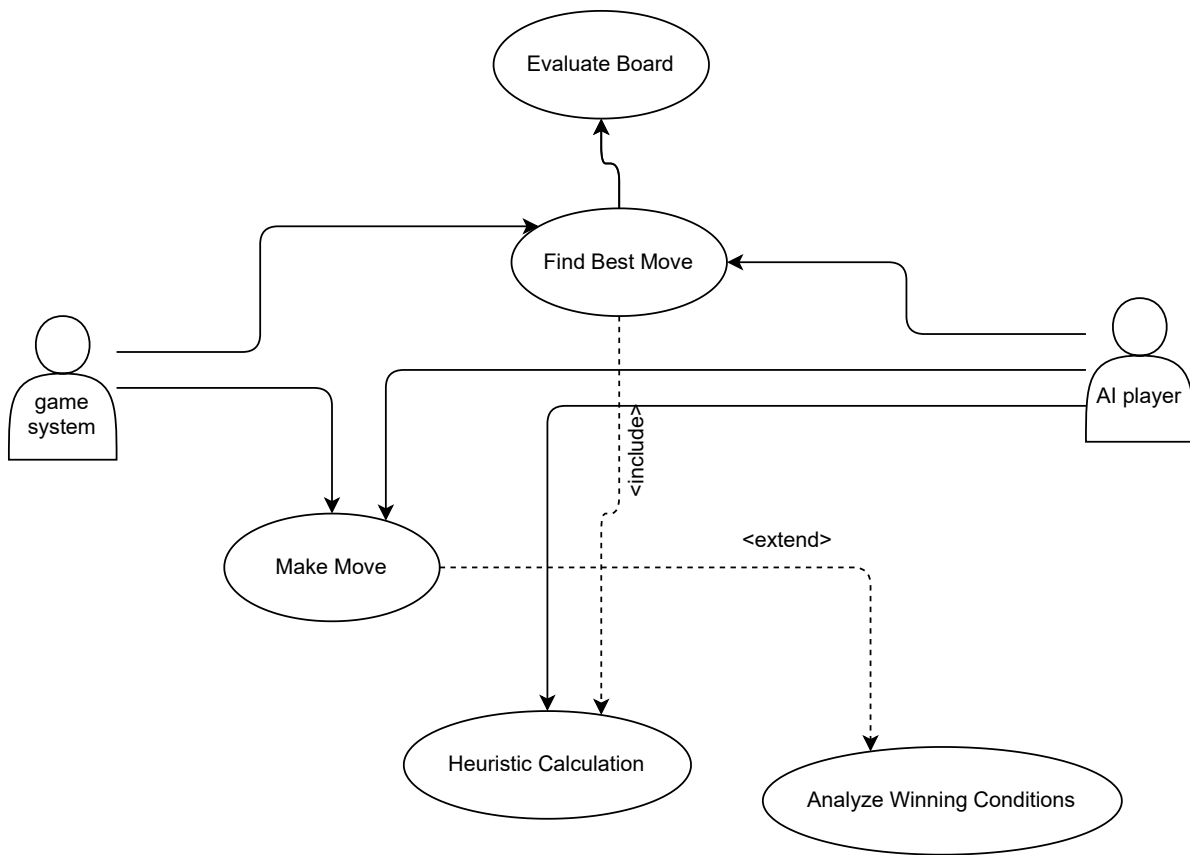 Evaluate Board
Find Best Move
game
system
AI player
<include>
<extend>
Make Move
Heuristic Calculation
Analyze Winning Conditions